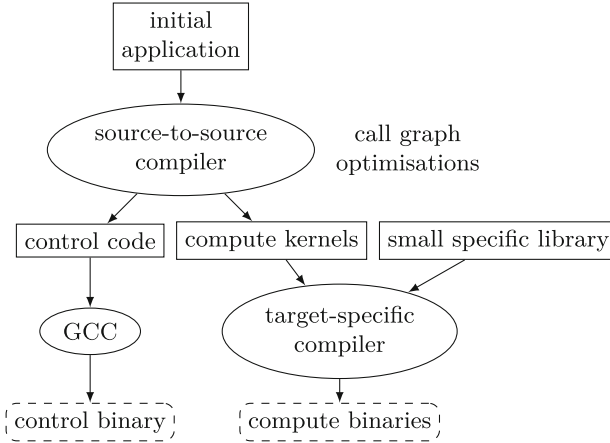 initial
application
source-to-source
compiler
call graph
optimisations
control code
compute kernels
small specific library
GCC
target-specific
compiler
control binary
compute binaries